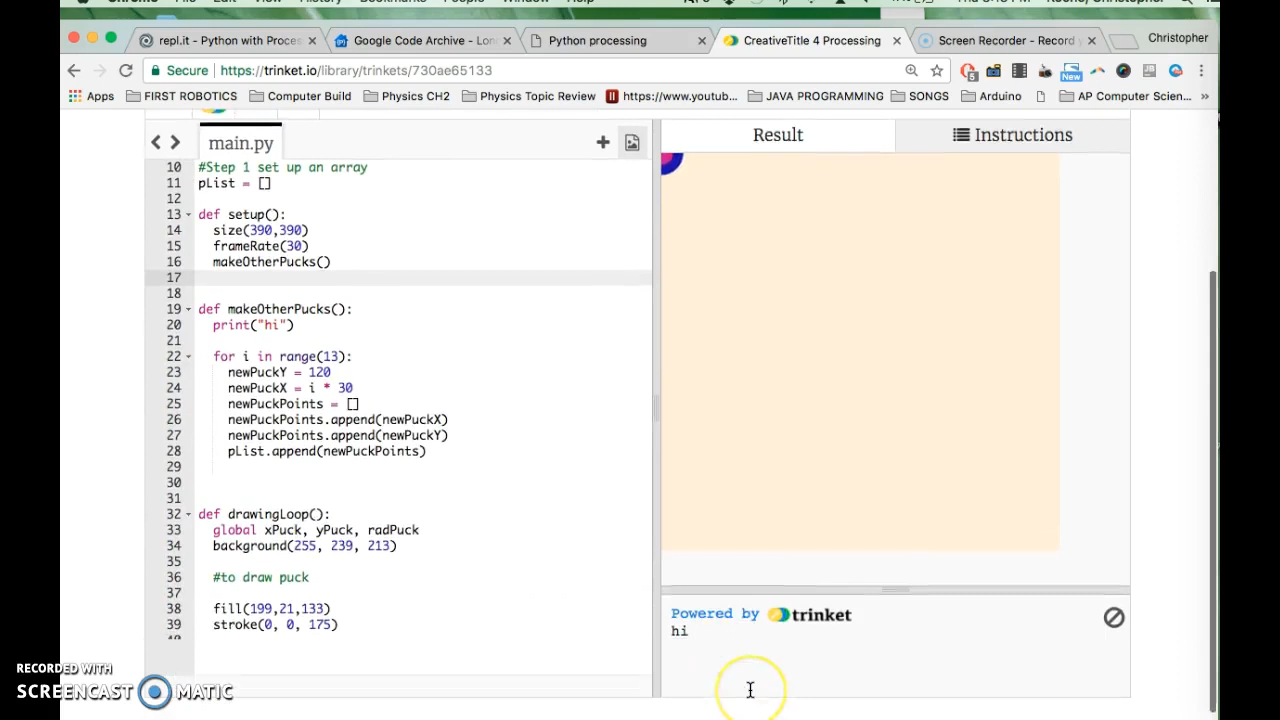 repl.it - Python with Proces
Google Code Archive - Lon
Python processing
CreativeTitle 4 Processing
Screen Recorder - Record y
Christopher
Secure
https://trinket.io/library/trinkets/730ae65133
Apps
FIRST ROBOTICS
Computer Build
Physics CH2
Physics Topic Review
https://www.youtub...
JAVA PROGRAMMING
SONGS
Arduino
AP Computer Scien...
5
New
main.py
Result
Instructions
10 #Step 1 set up an array
11 pList = []
12
13 def setup():
14 size(390,390)
15 frameRate(30)
16 makeOtherPucks()
17
18
19 def makeOtherPucks():
20 print("hi")
21
22 for i in range(13):
23 newPuckY = 120
24 newPuckX = i * 30
25 newPuckPoints = []
26 newPuckPoints.append(newPuckX)
27 newPuckPoints.append(newPuckY)
28 pList.append(newPuckPoints)
29
30
31
32 def drawingLoop():
33 global xPuck, yPuck, radPuck
34 background(255, 239, 213)
35
36 #to draw puck
37
38 fill(199,21,133)
39 stroke(0, 0, 175)
Powered by trinket
hi
RECORDED WITH
SCREENCAST MATIC